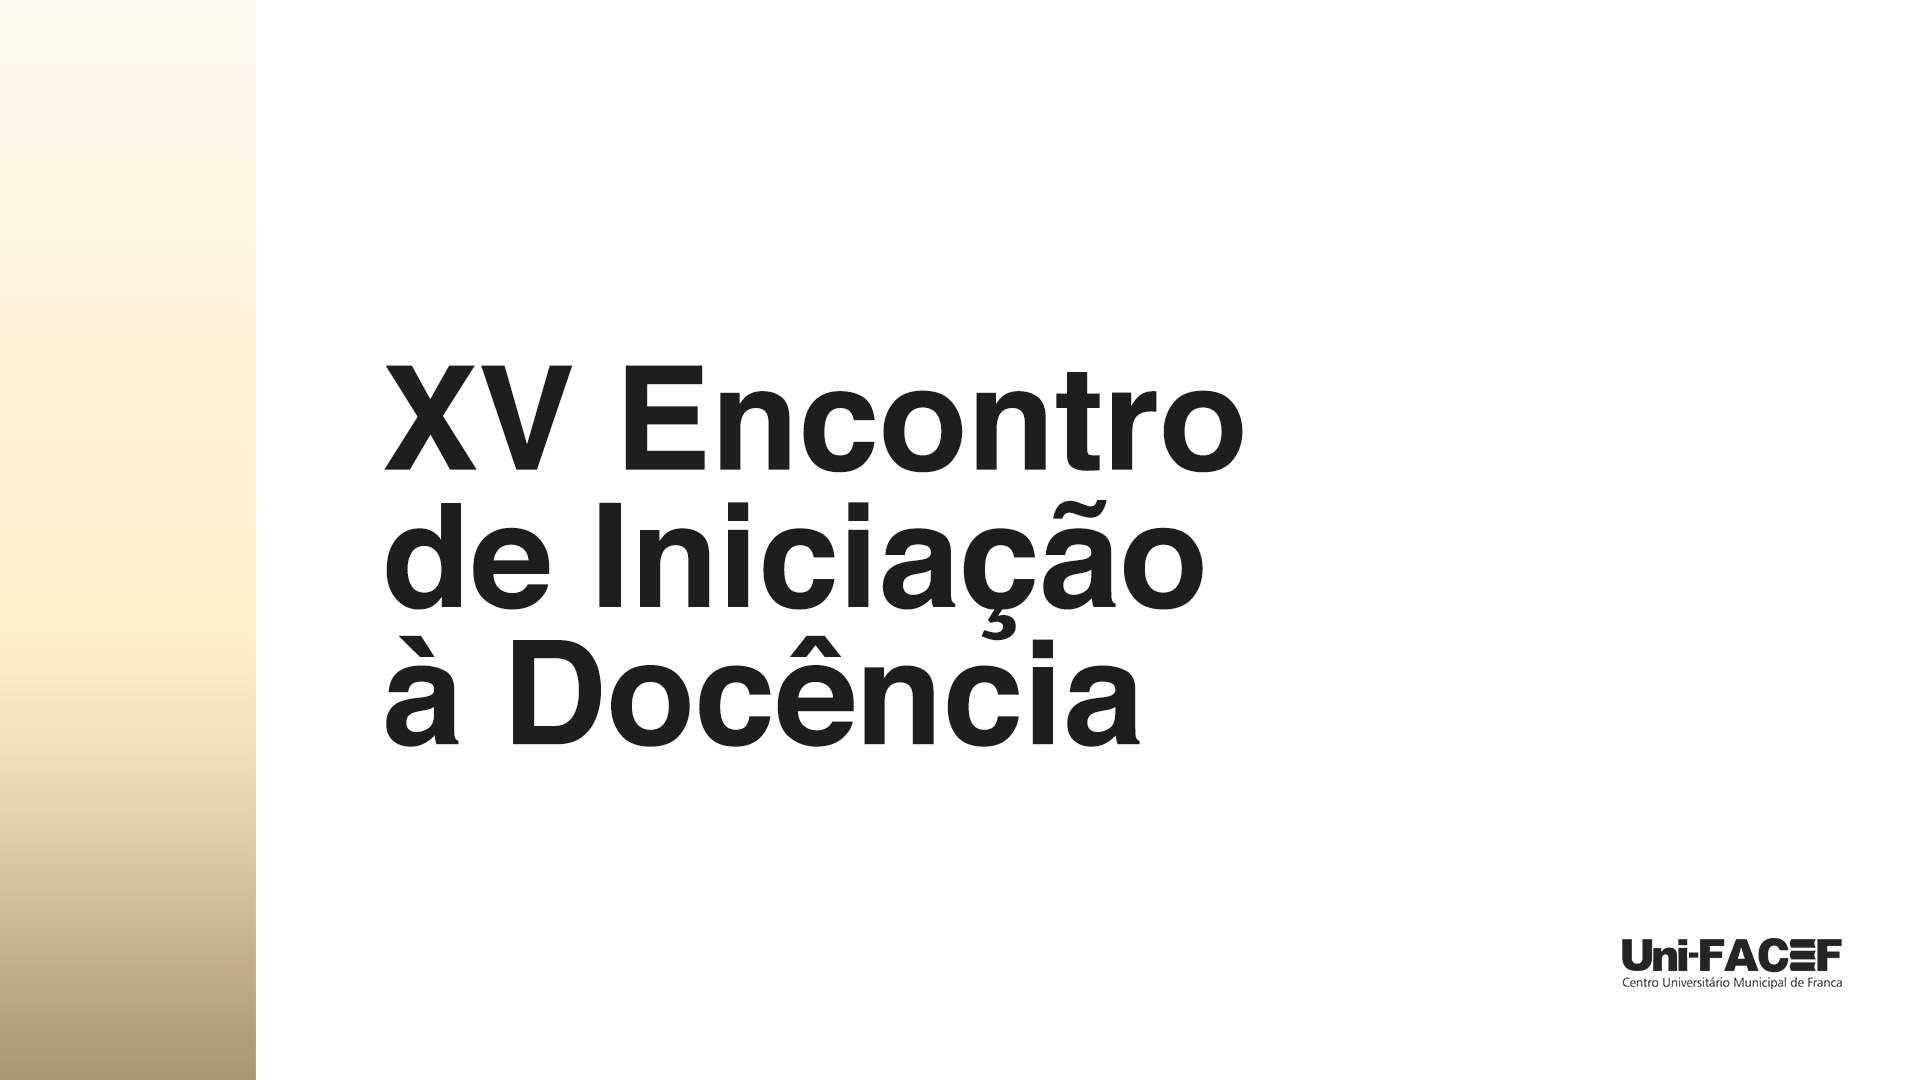 XV Encontro
de Iniciação
à Docência
Uni-FACEF
Centro Universitário Municipal de Franca